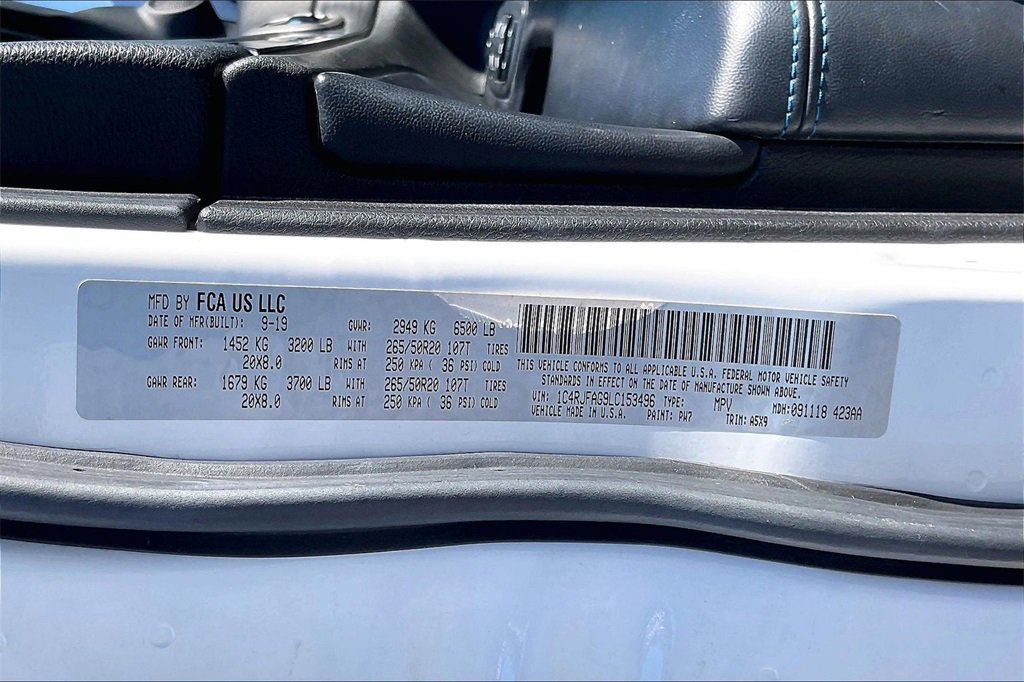 MFD BY FCA US LLC
DATE OF MFR(BUILT): 9-19 GVWR: 2949 KG 6500 LB
GAWR FRONT: 1452 KG 3200 LB WITH 265/50R20 107T TIRES
20X8.0 RIMS AT 250 KPA ( 36 PSI) COLD
GAWR REAR: 1679 KG 3700 LB WITH 265/50R20 107T TIRES
20X8.0 RIMS AT 250 KPA ( 36 PSI) COLD
THIS VEHICLE CONFORMS TO ALL APPLICABLE U.S.A. FEDERAL MOTOR VEHICLE SAFETY
STANDARDS IN EFFECT ON THE DATE OF MANUFACTURE SHOWN ABOVE.
VIN: 1C4RJFAG9LC153496 TYPE: MPV MDH:091118 423AA
VEHICLE MADE IN U.S.A. PAINT: PW7 TRIM: A5X9